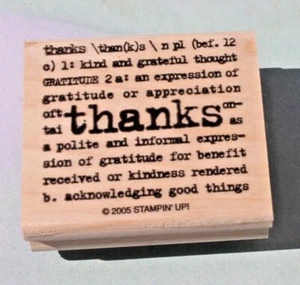 thanks \than(k)s \ n pl (bef. 12
c) 1: kind and grateful thought
GRATITUDE 2 a: an expression of
gratitude or appreciation
oft thanks on-
tai as
a polite and informal expres-
sion of gratitude for benefit
received or kindness rendered
b. acknowledging good things
© 2005 STAMPIN' UP!